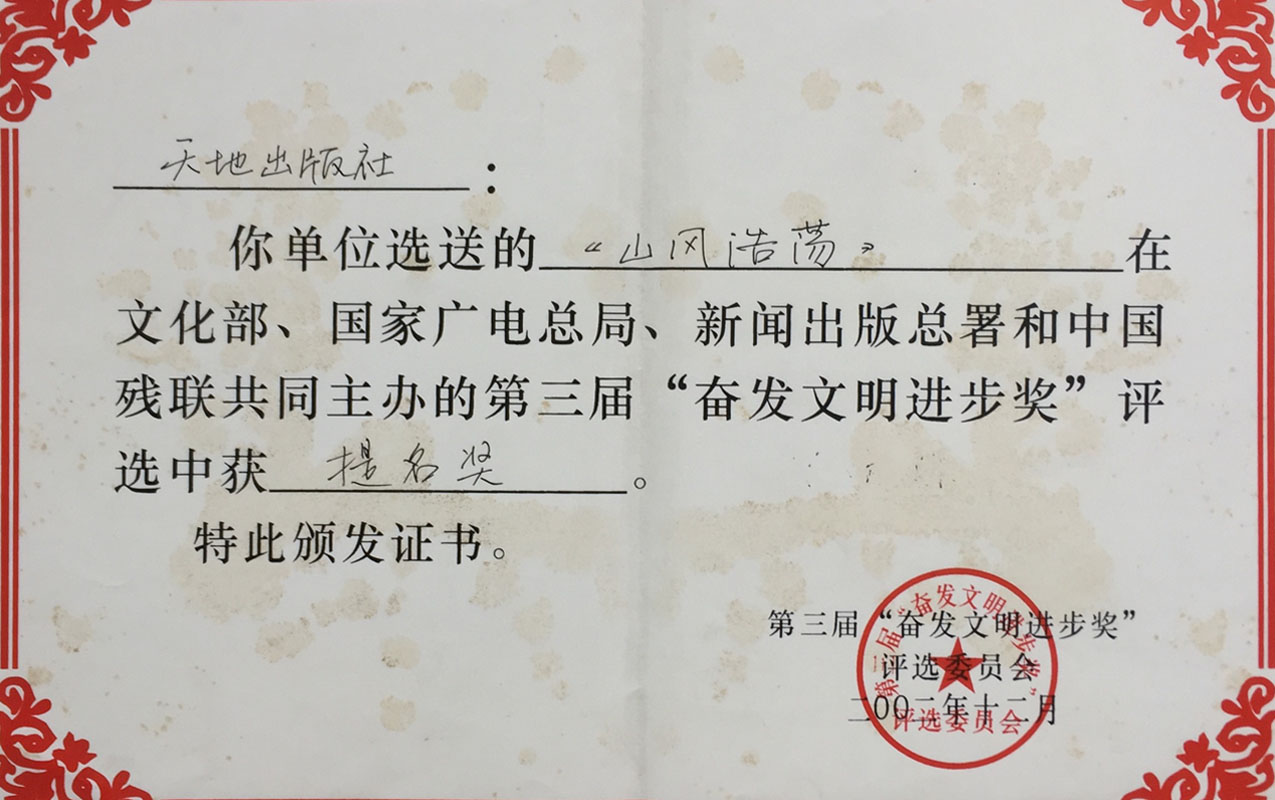 天地出版社：
你单位选送的《山风浩荡》在
文化部、国家广电总局、新闻出版总署和中国
残联共同主办的第三届“奋发文明进步奖”评
选中获提名奖。
特此颁发证书。
第三届“奋发文明进步奖”
评选委员会
二00二年十二月
第三届“奋发文明进步奖”
评选委员会